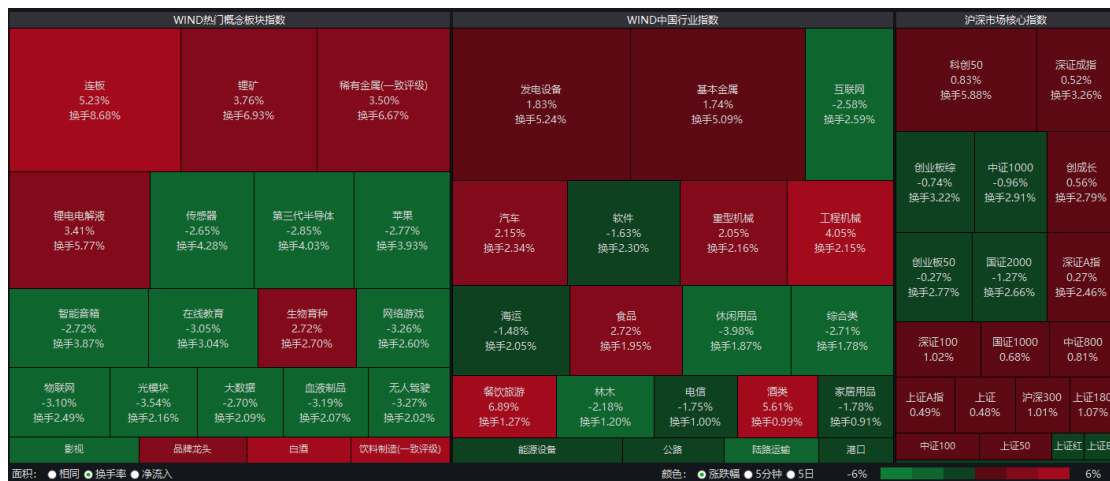 WIND热门概念板块指数
连板
5.23%
换手8.68%
锂矿
3.76%
换手6.93%
稀有金属(一致评级)
3.50%
换手6.67%
锂电电解液
3.41%
换手5.77%
传感器
-2.65%
换手4.28%
第三代半导体
-2.85%
换手4.03%
苹果
-2.77%
换手3.93%
智能音箱
-2.72%
换手3.87%
在线教育
-3.05%
换手3.04%
生物育种
2.72%
换手2.70%
网络游戏
-3.26%
换手2.60%
物联网
-3.10%
换手2.49%
光模块
-3.54%
换手2.16%
大数据
-2.70%
换手2.09%
血液制品
-3.19%
换手2.07%
无人驾驶
-3.27%
换手2.02%
影视
品牌龙头
白酒
饮料制造(一致评级)
WIND中国行业指数
发电设备
1.83%
换手5.24%
基本金属
1.74%
换手5.09%
互联网
-2.58%
换手2.59%
汽车
2.15%
换手2.34%
软件
-1.63%
换手2.30%
重型机械
2.05%
换手2.16%
工程机械
4.05%
换手2.15%
海运
-1.48%
换手2.05%
食品
2.72%
换手1.95%
休闲用品
-3.98%
换手1.87%
综合类
-2.71%
换手1.78%
餐饮旅游
6.89%
换手1.27%
林木
-2.18%
换手1.20%
电信
-1.75%
换手1.00%
酒类
5.61%
换手0.99%
家居用品
-1.78%
换手0.91%
能源设备
公路
陆路运输
港口
沪深市场核心指数
科创50
0.83%
换手5.88%
深证成指
0.52%
换手3.26%
创业板综
-0.74%
换手3.22%
中证1000
-0.96%
换手2.91%
创成长
0.56%
换手2.79%
创业板50
-0.27%
换手2.77%
国证2000
-1.27%
换手2.66%
深证A指
0.27%
换手2.46%
深证100
1.02%
国证1000
0.68%
中证800
0.81%
上证A指
0.49%
上证
0.48%
沪深300
1.01%
上证180
1.07%
中证100
上证50
上证红
上证
面积： 相同 换手率 净流入
颜色： 涨跌幅 5分钟 5日 -6% 6%